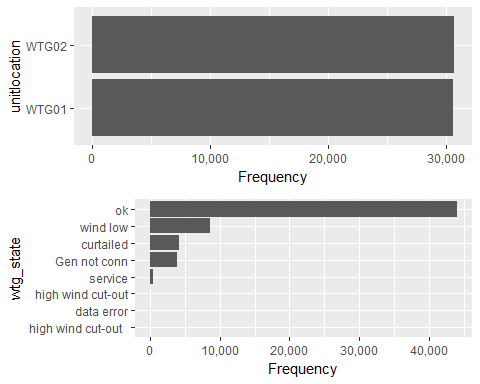 unitlocation
WTG02
WTG01
0 10,000 20,000 30,000
Frequency
wtg_state
ok
wind low
curtailed
Gen not conn
service
high wind cut-out
data error
high wind cut-out
0 10,000 20,000 30,000 40,000
Frequency